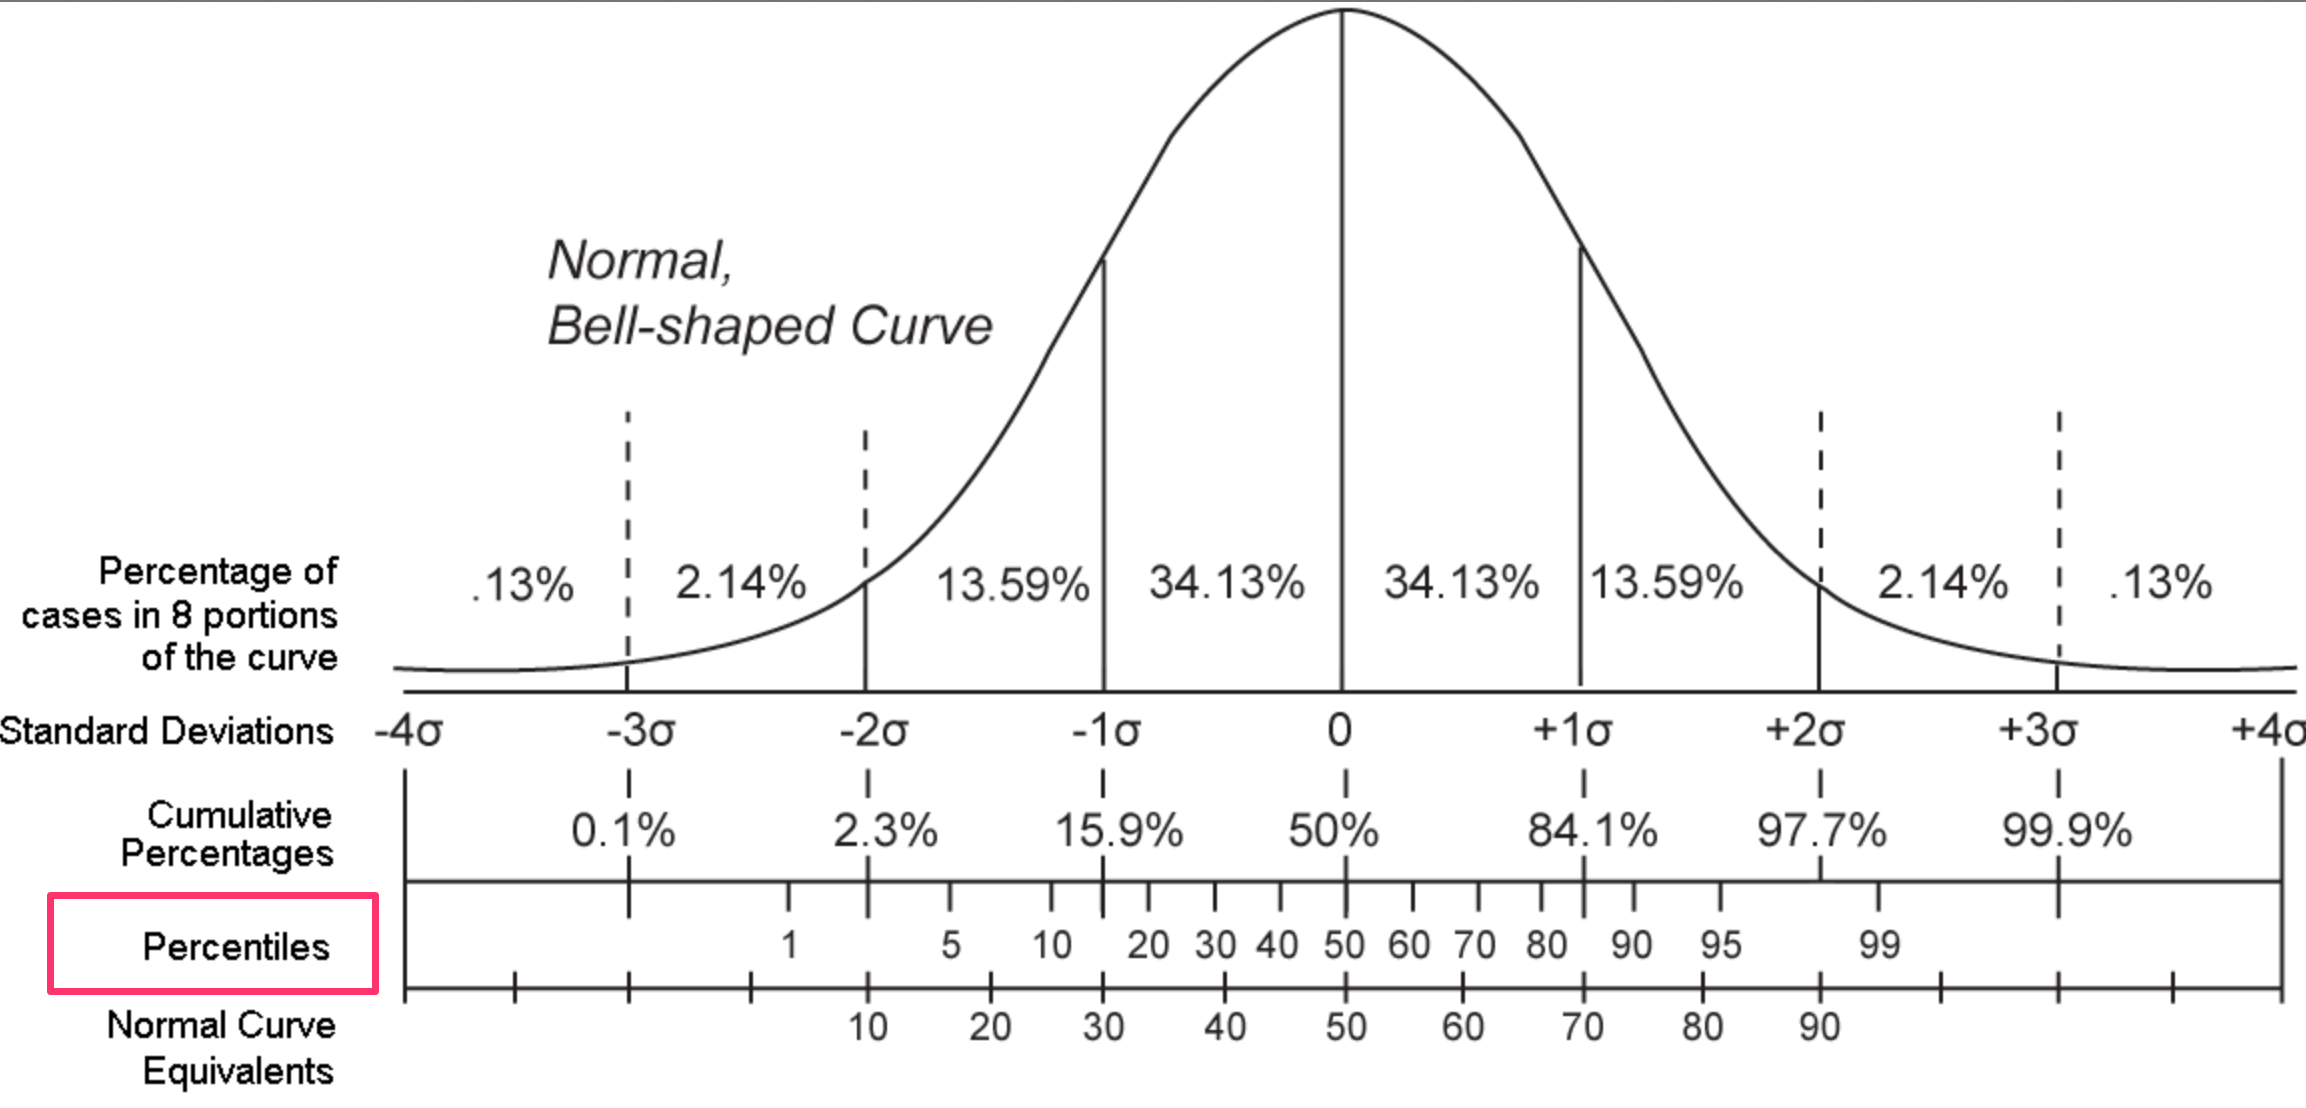 Normal,
Bell-shaped Curve
Percentage of
cases in 8 portions
of the curve
.13% 2.14% 13.59% 34.13% 34.13% 13.59% 2.14% .13%
Standard Deviations -4σ -3σ -2σ -1σ 0 +1σ +2σ +3σ +4σ
Cumulative
Percentages
0.1% 2.3% 15.9% 50% 84.1% 97.7% 99.9%
Percentiles 1 5 10 20 30 40 50 60 70 80 90 95 99
Normal Curve
Equivalents
10 20 30 40 50 60 70 80 90